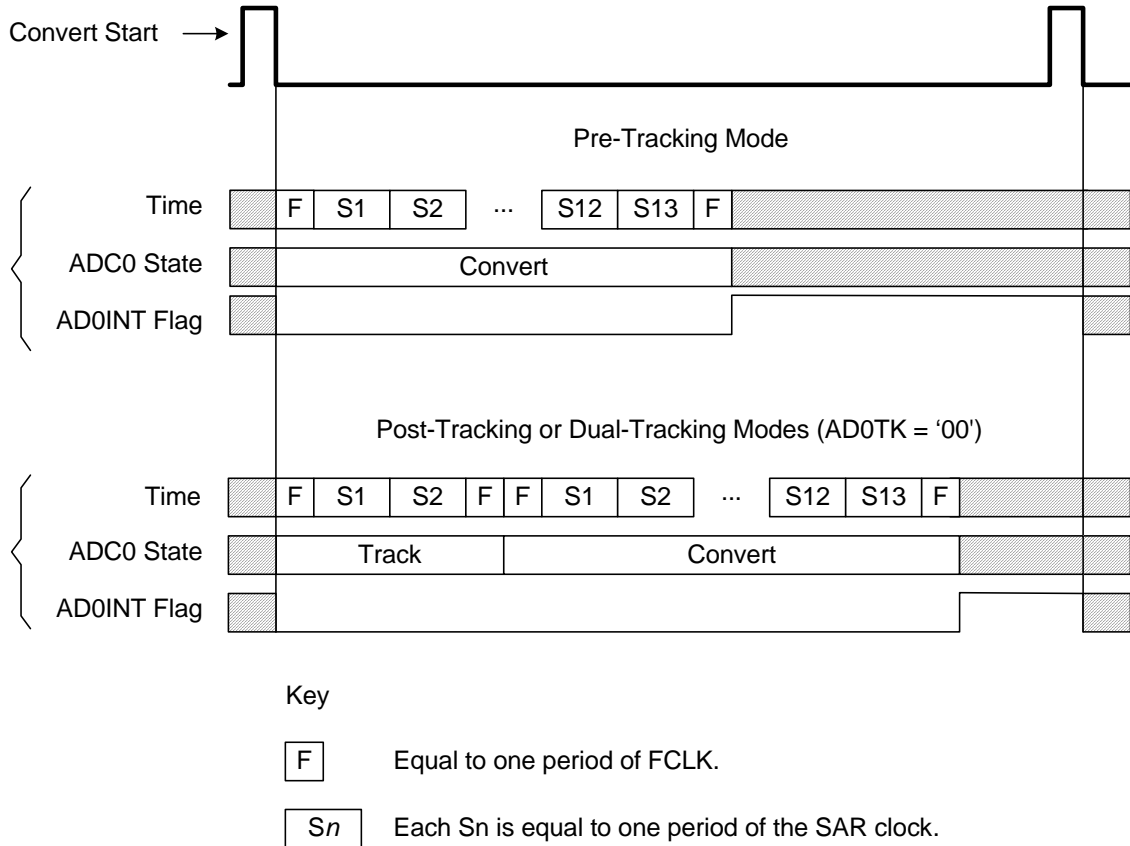 Convert Start
Pre-Tracking Mode
Time F S1 S2 ... S12 S13 F
ADC0 State Convert
AD0INT Flag
Post-Tracking or Dual-Tracking Modes (AD0TK = ‘00')
Time F S1 S2 F F S1 S2 ... S12 S13 F
ADC0 State Track Convert
AD0INT Flag
Key
F Equal to one period of FCLK.
Sn Each Sn is equal to one period of the SAR clock.